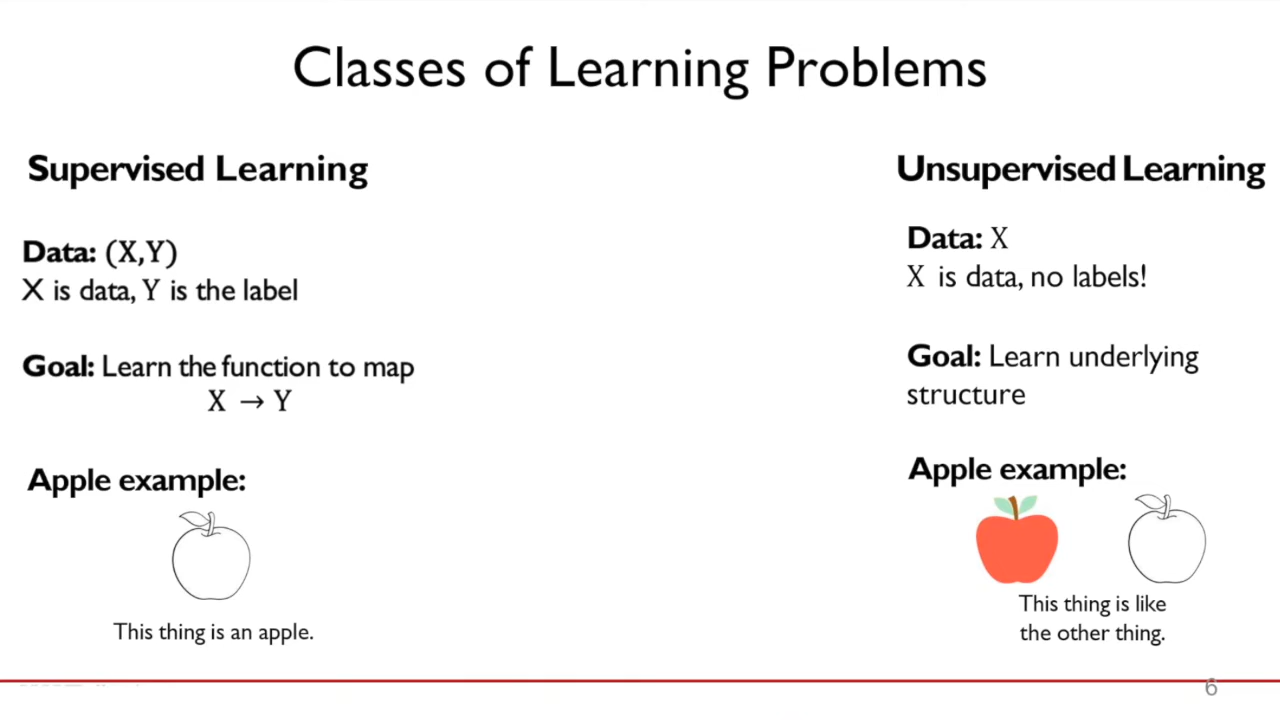 Classes of Learning Problems
Supervised Learning
Data: (X,Y)
X is data, Y is the label
Goal: Learn the function to map
X → Y
Apple example:
This thing is an apple.
Unsupervised Learning
Data: X
X is data, no labels!
Goal: Learn underlying
structure
Apple example:
This thing is like
the other thing.
6